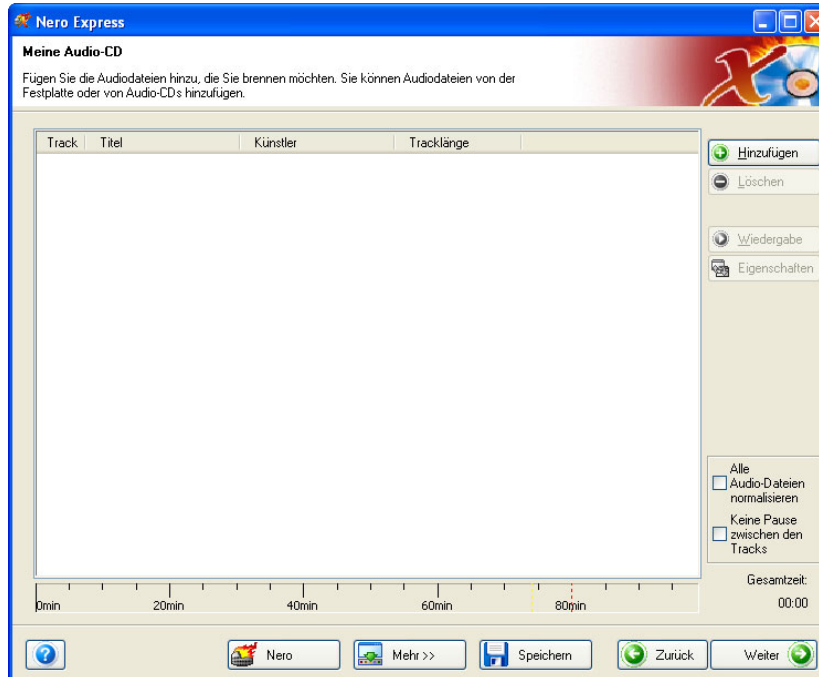 Nero Express
Meine Audio-CD
Fügen Sie die Audiodateien hinzu, die Sie brennen möchten. Sie können Audiodateien von der
Festplatte oder von Audio-CDs hinzufügen.
Track Titel Künstler Tracklänge
Hinzufügen
Löschen
Wiedergabe
Eigenschaften
Alle
Audio-Dateien
normalisieren
Keine Pause
zwischen den
Tracks
Gesamtzeit:
00:00
0min 20min 40min 60min 80min
Nero Mehr >> Speichern Zurück Weiter